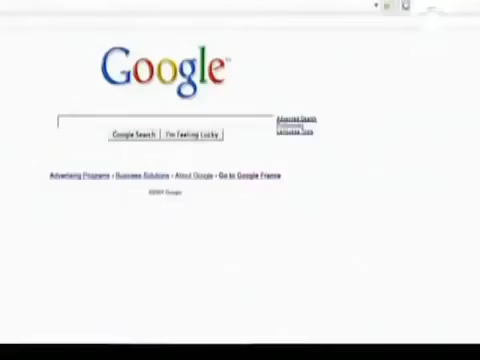 Google™
Advanced Search
Preferences
Google Search I'm Feeling Lucky
Language Tools
Advertising Programs - Business Solutions - About Google - Go to Google France